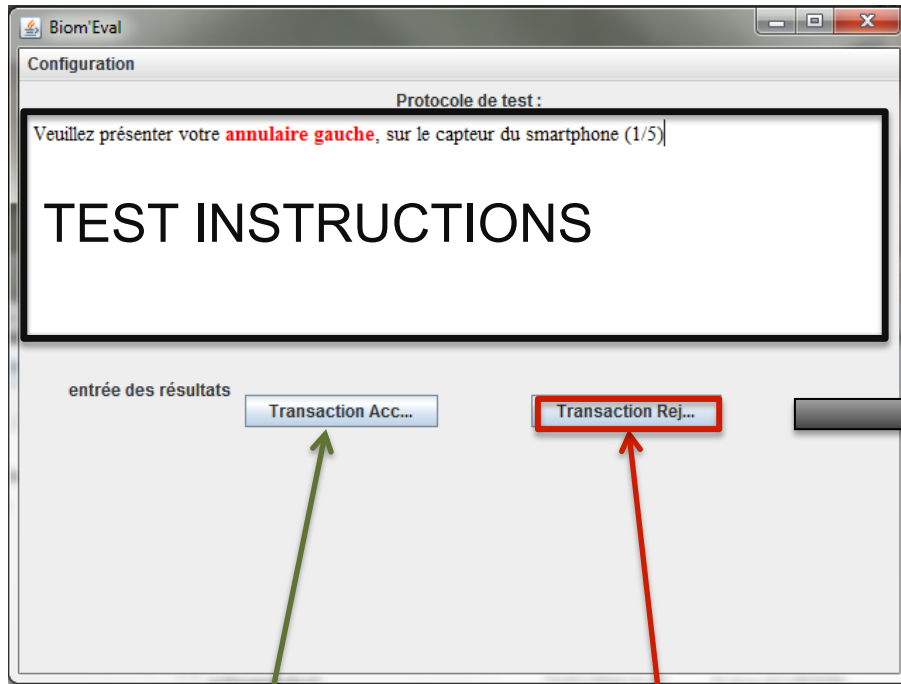 Biom'Eval
Configuration
Protocole de test :
Veuillez présenter votre annulaire gauche, sur le capteur du smartphone (1/5)
TEST INSTRUCTIONS
entrée des résultats
Transaction Acc...
Transaction Rej...